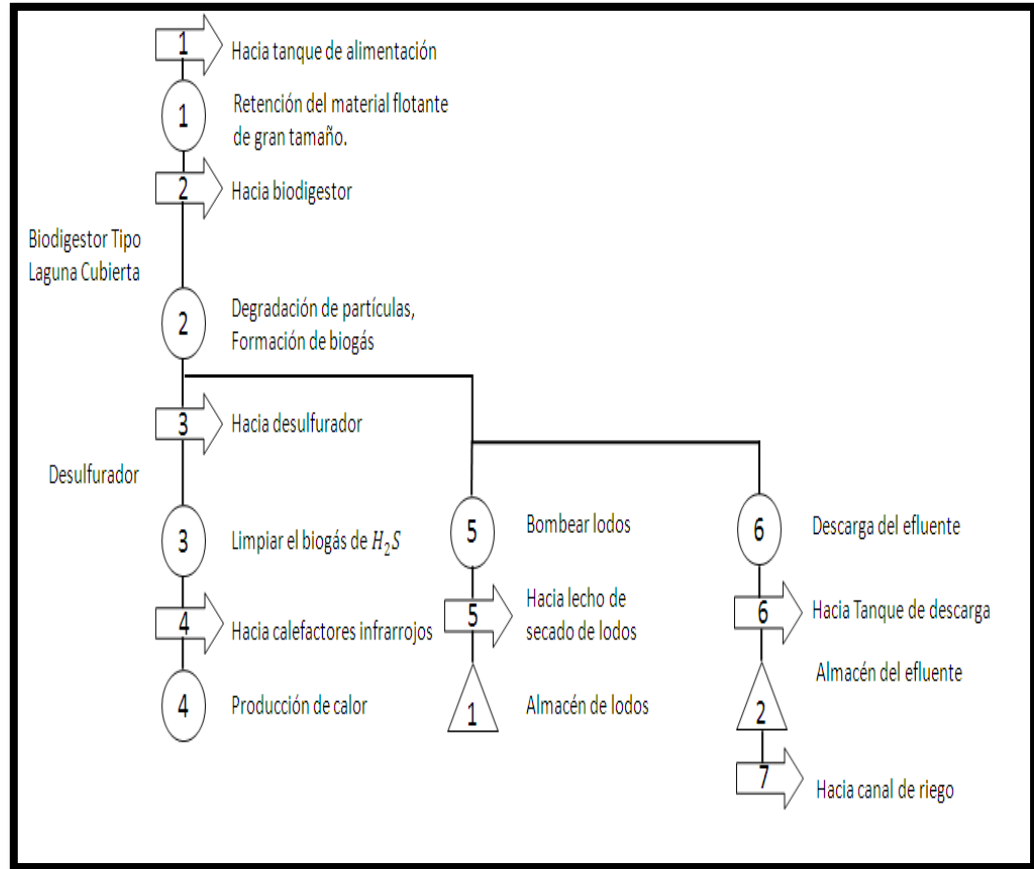 1
Hacia tanque de alimentación
1
Retención del material flotante
de gran tamaño.
2
Hacia biodigestor
Biodigestor Tipo
Laguna Cubierta
2
Degradación de partículas,
Formación de biogás
3
Hacia desulfurador
Desulfurador
3
Limpiar el biogás de H₂S
4
Hacia calefactores infrarrojos
4
Producción de calor
5
Bombear lodos
5
Hacia lecho de
secado de lodos
1
Almacén de lodos
6
Descarga del efluente
6
Hacia Tanque de descarga
Almacén del efluente
2
7
Hacia canal de riego